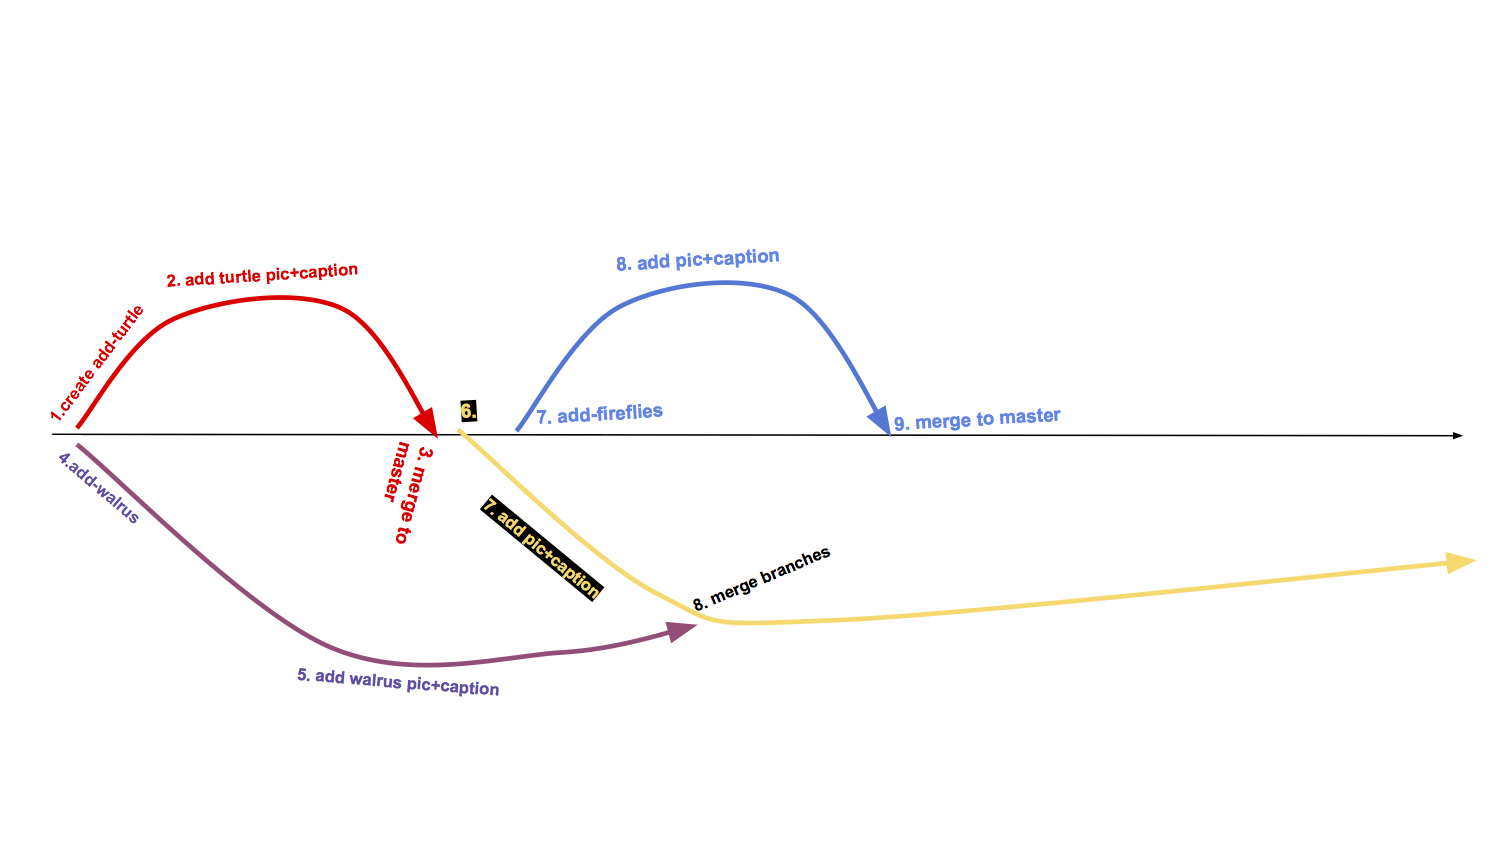 1.create add-turtle
2. add turtle pic+caption
3. merge to
master
4.add-walrus
5. add walrus pic+caption
6.
7. add pic+caption
8. merge branches
7. add-fireflies
8. add pic+caption
9. merge to master